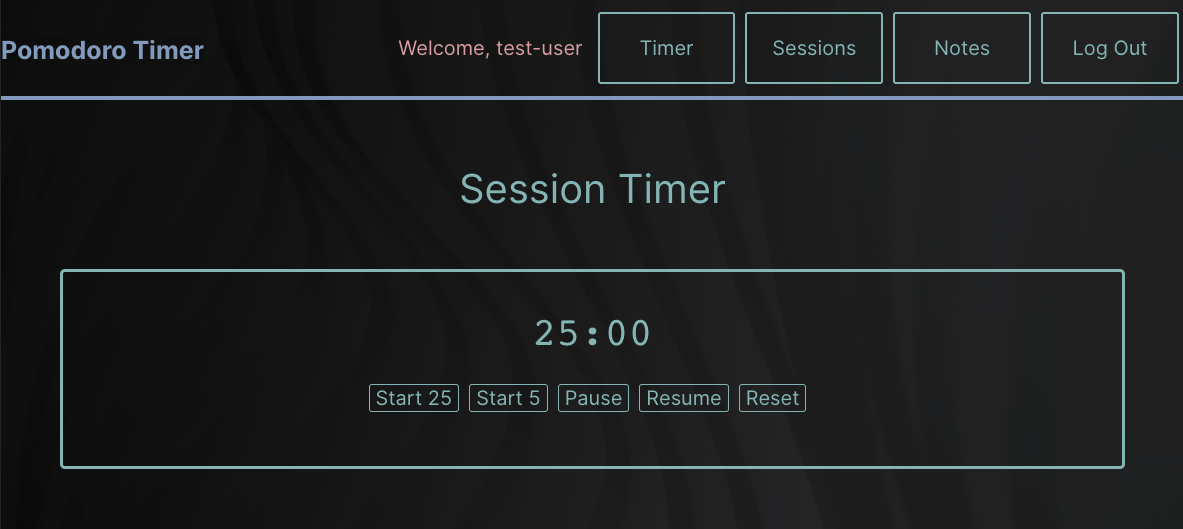 Pomodoro Timer
Welcome, test-user
Timer
Sessions
Notes
Log Out
Session Timer
25:00
Start 25
Start 5
Pause
Resume
Reset